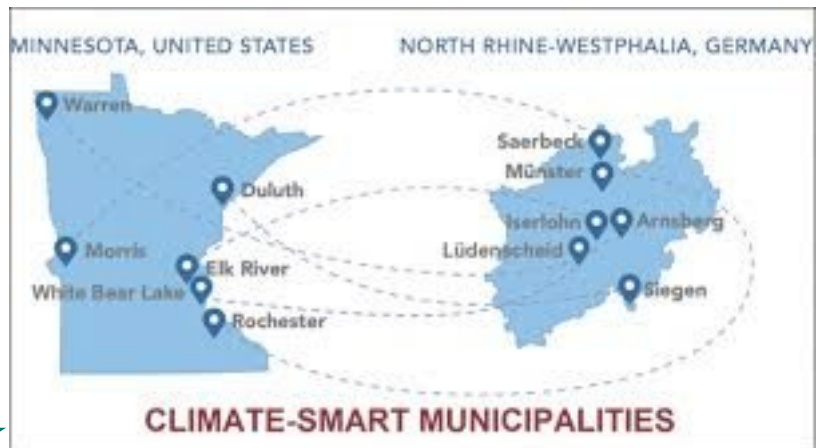 MINNESOTA, UNITED STATES
NORTH RHINE-WESTPHALIA, GERMANY
Warren
Duluth
Morris
Elk River
White Bear Lake
Rochester
Saerbeck
Münster
Iserlohn
Arnsberg
Lüdenscheid
Siegen
CLIMATE-SMART MUNICIPALITIES